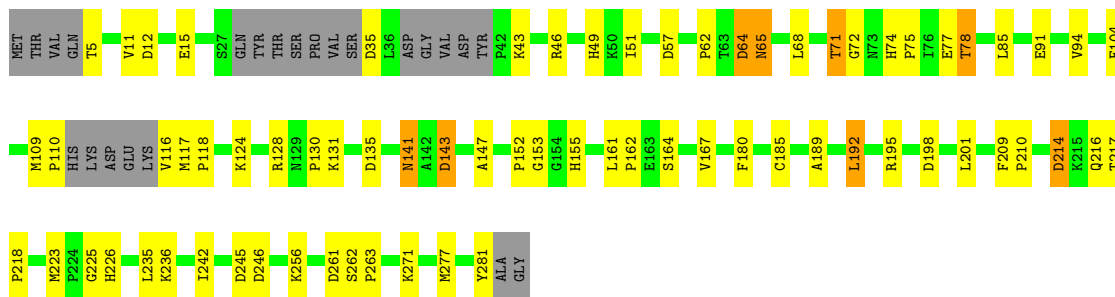 MET THR VAL GLN T5 V11 D12 E15 S27 GLN TYR THR SER PRO VAL SER D35 L36 ASP GLY VAL ASP TYR P42 K43 R46 H49 K50 I51 D57 P62 T63 D64 N65 L68 T71 G72 N73 H74 P75 I76 E77 T78 L85 E91 V94
M109 P110 HIS LYS ASP GLU LYS V116 M117 P118 K124 R128 N129 P130 K131 D135 N141 A142 D143 A147 P152 G153 G154 H155 L161 P162 E163 S164 V167 F180 C185 A189 L192 R195 D198 L201 F209 P210 D214 K215 Q216
P218 M223 P224 G225 H226 L235 K236 I242 D245 D246 K256 D261 S262 P263 K271 M277 Y281 ALA GLY